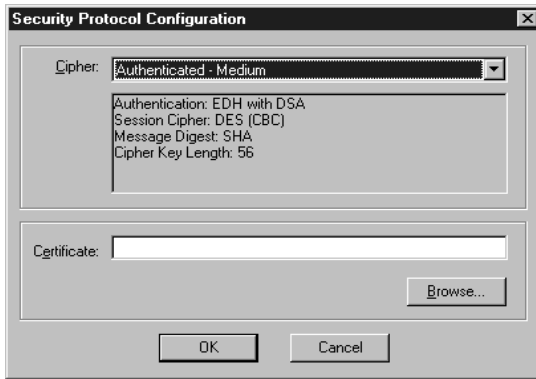 Security Protocol Configuration
Cipher: Authenticated - Medium
Authentication: EDH with DSA
Session Cipher: DES (CBC)
Message Digest: SHA
Cipher Key Length: 56
Certificate:
Browse...
OK Cancel